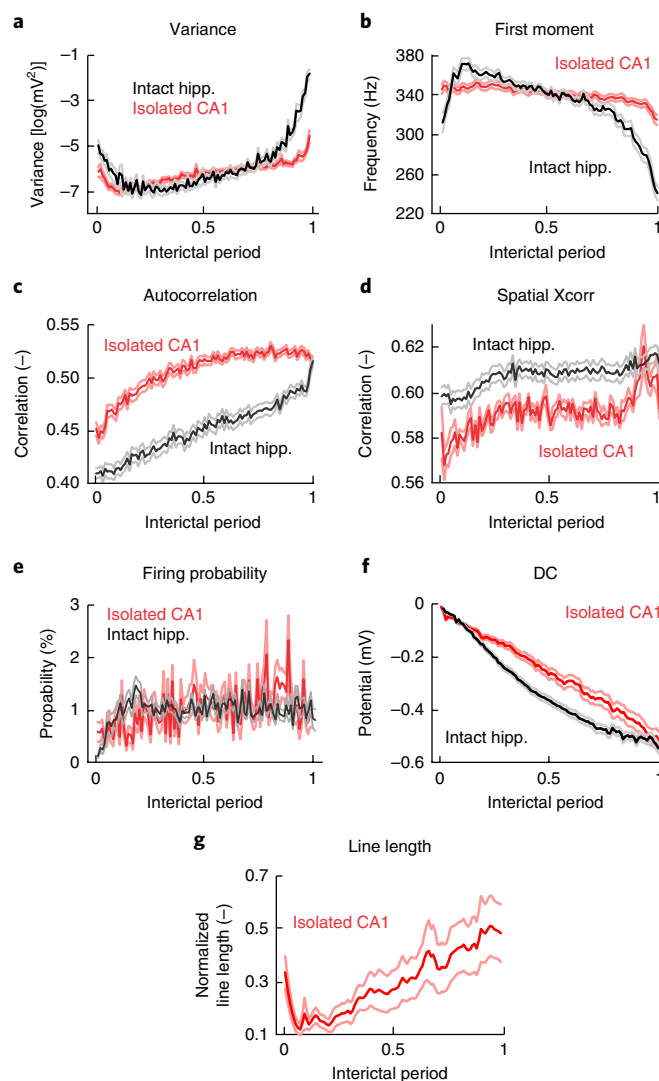 a
Variance
Variance [log(mV²)]
−1
−3
−5
−7
Intact hipp.
Isolated CA1
0
0.5
1
Interictal period
b
First moment
Frequency (Hz)
380
340
300
260
220
Isolated CA1
Intact hipp.
0
0.5
1
Interictal period
c
Autocorrelation
Correlation (–)
0.55
0.50
0.45
0.40
Isolated CA1
Intact hipp.
0
0.5
1
Interictal period
d
Spatial Xcorr
Correlation (–)
0.62
0.60
0.58
0.56
Intact hipp.
Isolated CA1
0
0.5
1
Interictal period
e
Firing probability
Propability (%)
3
2
1
0
Isolated CA1
Intact hipp.
0
0.5
1
Interictal period
f
DC
Potential (mV)
0
−0.2
−0.4
−0.6
Isolated CA1
Intact hipp.
0
0.5
1
Interictal period
g
Line length
Normalized
line length (–)
0.7
0.5
0.3
0.1
Isolated CA1
0
0.5
1
Interictal period